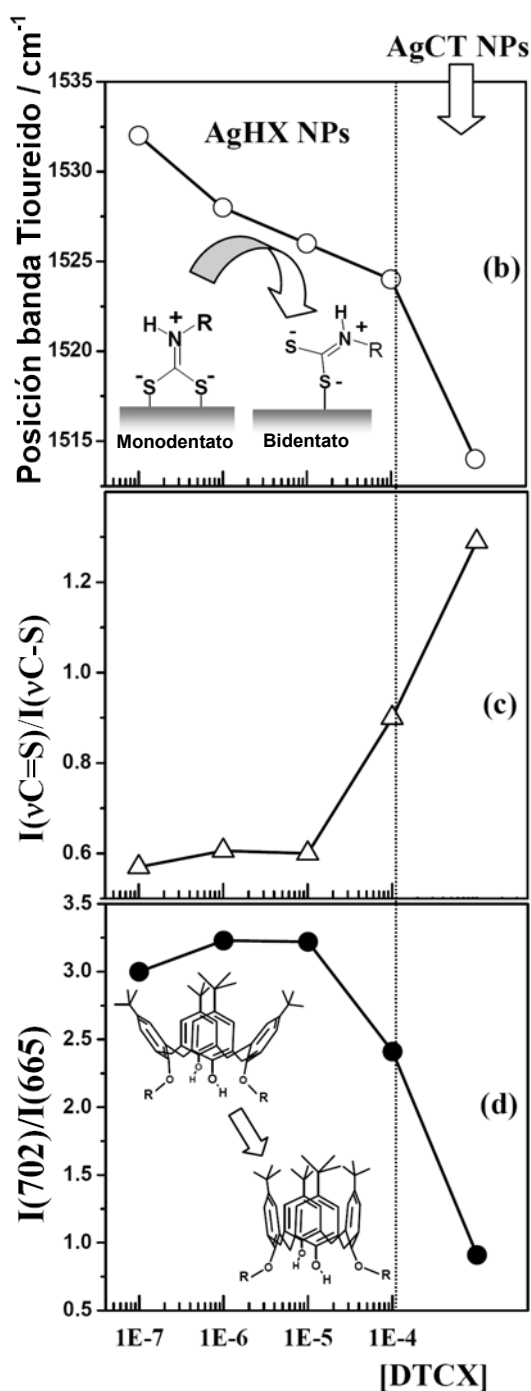 AgCT NPs
AgHX NPs
Posición banda Tioureido / cm-1
1535
1530
1525
1520
1515
(b)
H
+
R
N
-
S
S
-
Monodentato
H
N
+
R
-
S
S
-
Bidentato
I(νC=S)/I(νC-S)
1.2
1.0
0.8
0.6
(c)
I(702)/I(665)
3.5
3.0
2.5
2.0
1.5
1.0
0.5
(d)
O
H
O
O
H
O
R
R
O
H
O
O
H
O
R
R
1E-7
1E-6
1E-5
1E-4
[DTCX]